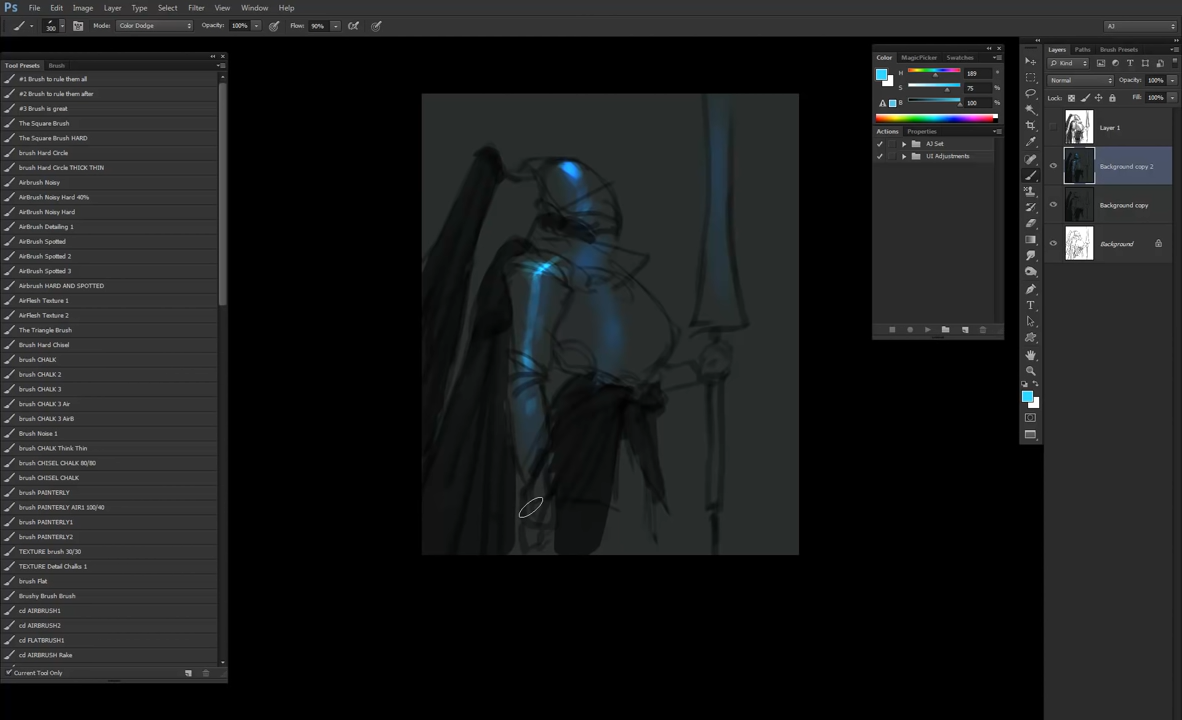 Ps File Edit Image Layer Type Select Filter View Window Help
300 Mode: Color Dodge Opacity: 100% Flow: 90% AJ
Tool Presets Brush
#1 Brush to rule them all
#2 Brush to rule them after
#3 Brush is great
The Square Brush
The Square Brush HARD
brush Hard Circle
brush Hard Circle THICK THIN
Airbrush Noisy
AirBrush Noisy Hard 40%
AirBrush Noisy Hard
AirBrush Detailing 1
AirBrush Spotted
AirBrush Spotted 2
AirBrush Spotted 3
Airbrush HARD AND SPOTTED
AirFlesh Texture 1
AirFlesh Texture 2
The Triangle Brush
Brush Hard Chisel
brush CHALK
brush CHALK 2
brush CHALK 3
brush CHALK 3 Air
brush CHALK 3 AirB
Brush Noise 1
brush CHALK Think Thin
brush CHISEL CHALK 80/80
brush CHISEL CHALK
brush PAINTERLY
brush PAINTERLY AIR1 100/40
brush PAINTERLY1
brush PAINTERLY2
TEXTURE brush 30/30
TEXTURE Detail Chalks 1
brush Flat
Brushy Brush Brush
cd AIRBRUSH1
cd AIRBRUSH2
cd FLATBRUSH1
cd AIRBRUSH Rake
Current Tool Only
Color MagicPicker Swatches
H 189 °
S 75 %
B 100 %
Actions Properties
AJ Set
UI Adjustments
Layers Paths Brush Presets
Kind
Normal Opacity: 100%
Lock: Fill: 100%
Layer 1
Background copy 2
Background copy
Background